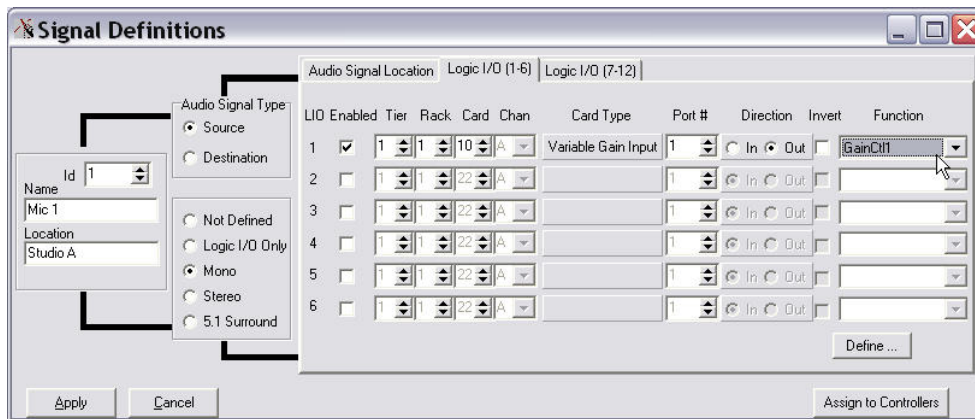 Signal Definitions
Audio Signal Location Logic I/O (1-6) Logic I/O (7-12)
Audio Signal Type
Source
Destination
Id 1
Name
Mic 1
Location
Studio A
Not Defined
Logic I/O Only
Mono
Stereo
5.1 Surround
LIO Enabled Tier Rack Card Chan Card Type Port # Direction Invert Function
1 1 1 10 A Variable Gain Input 1 In Out GainCtl1
2 1 1 22 A 1 In Out
3 1 1 22 A 1 In Out
4 1 1 22 A 1 In Out
5 1 1 22 A 1 In Out
6 1 1 22 A 1 In Out
Define ...
Apply Cancel Assign to Controllers